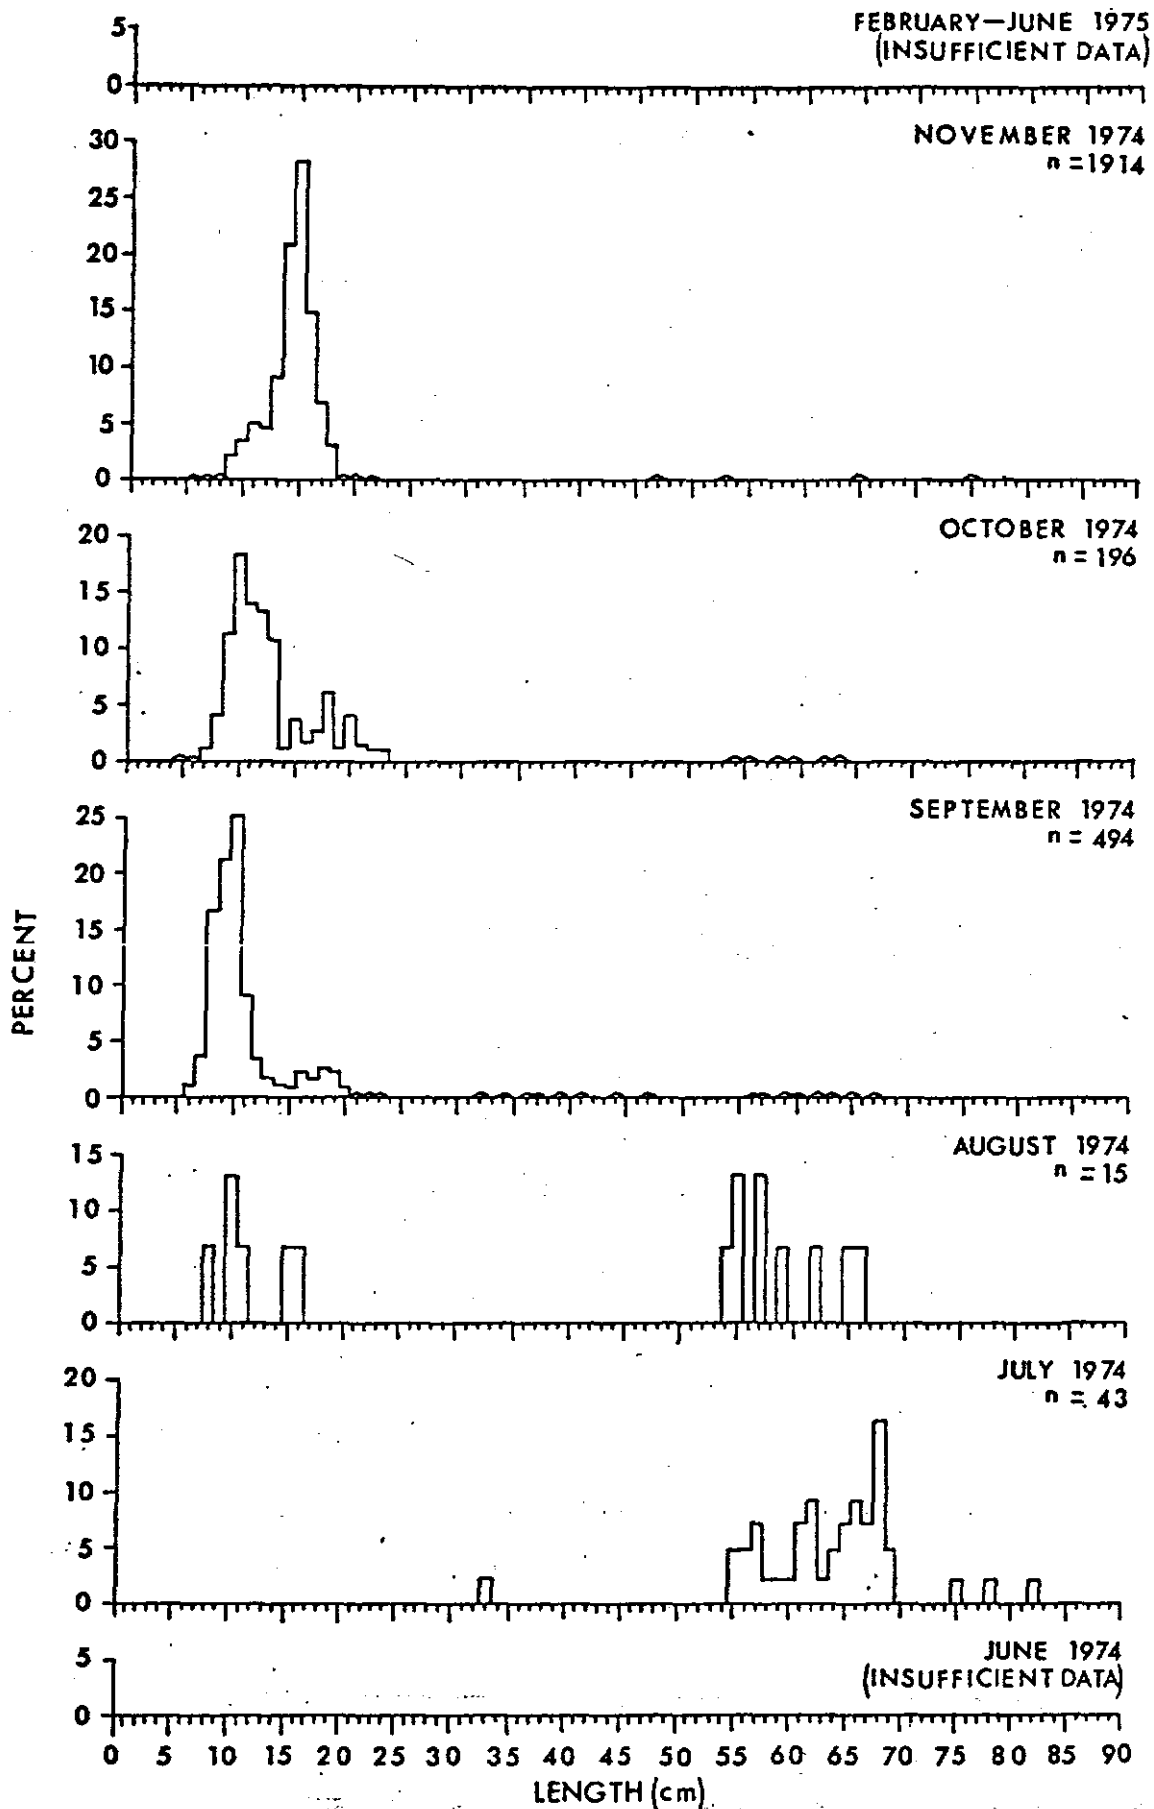 FEBRUARY—JUNE 1975
(INSUFFICIENT DATA)
5
0
NOVEMBER 1974
n =1914
30
25
20
15
10
5
0
OCTOBER 1974
n = 196
20
15
10
5
0
SEPTEMBER 1974
n = 494
25
20
15
10
5
0
PERCENT
AUGUST 1974
n = 15
15
10
5
0
JULY 1974
n = 43
20
15
10
5
0
JUNE 1974
(INSUFFICIENT DATA)
5
0
0 5 15 20 30 35 40 45 50 55 60 65 70 75 80 85 90
LENGTH (cm)